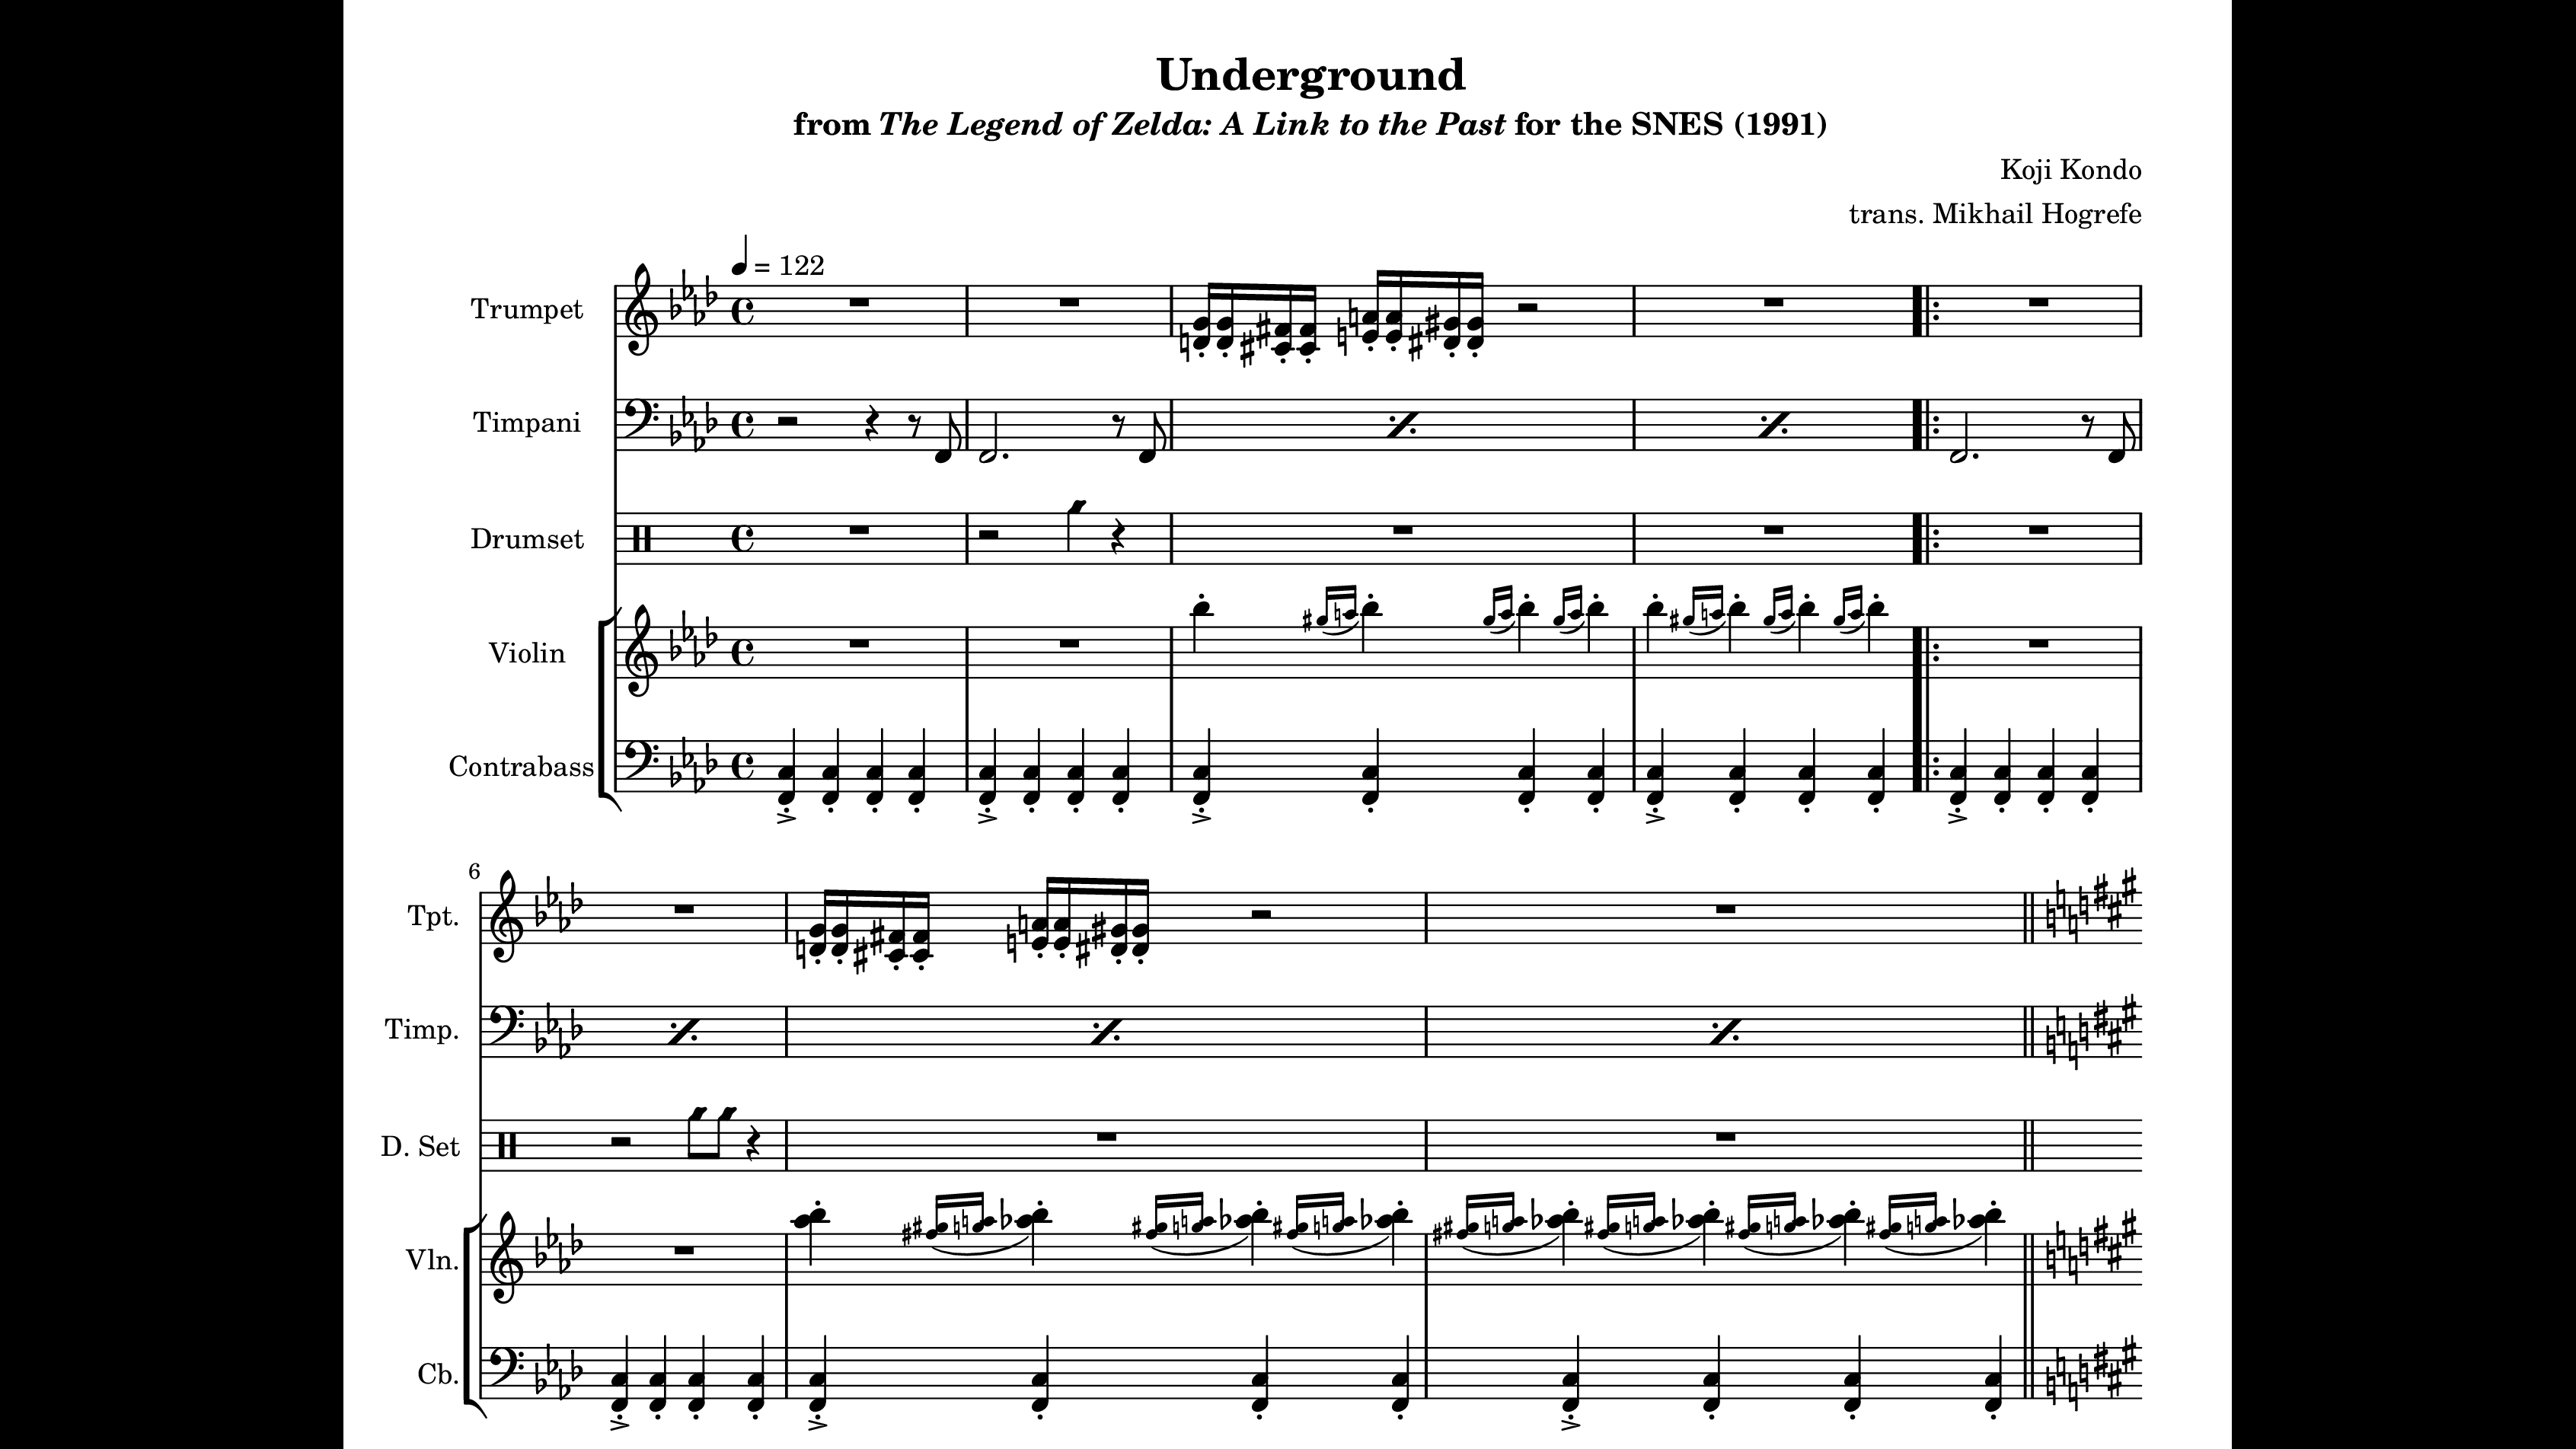 Underground
from The Legend of Zelda: A Link to the Past for the SNES (1991)
Koji Kondo
trans. Mikhail Hogrefe
= 122
Trumpet
Timpani
Drumset
Violin
Contrabass
6
Tpt.
Timp.
D. Set
Vln.
Cb.